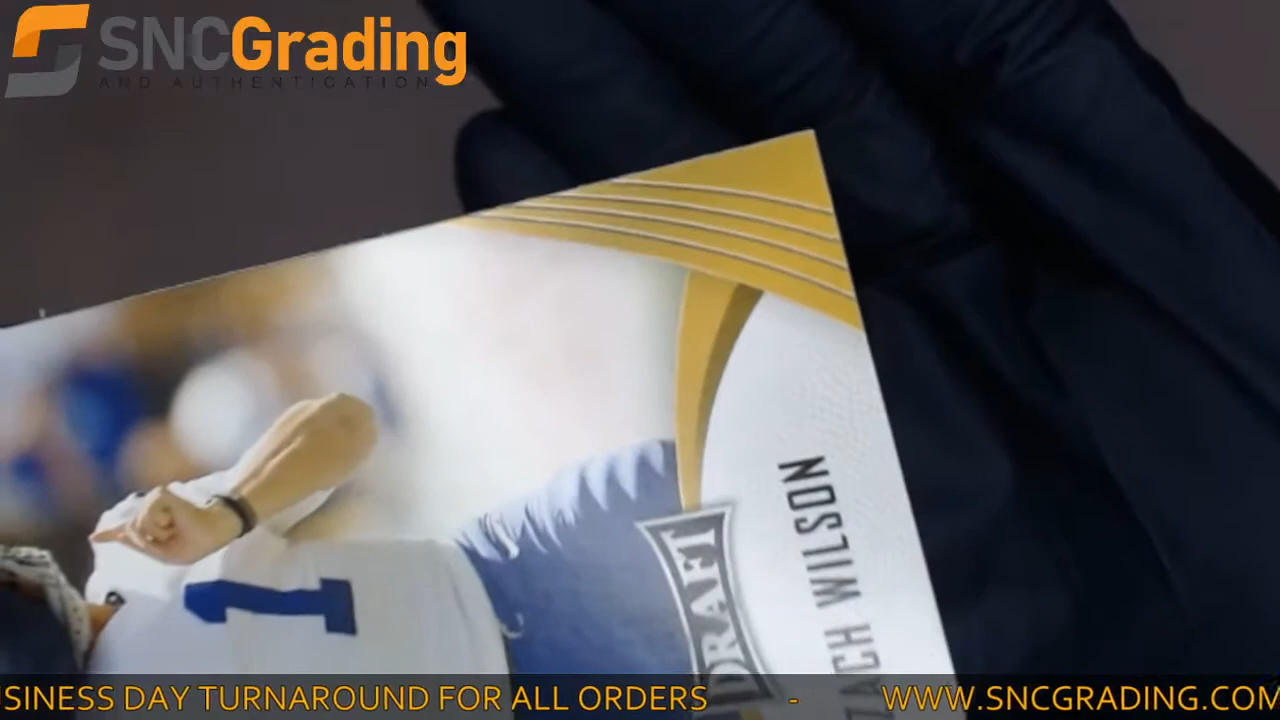 SNCGrading
AND AUTHENTICATION
1
DRAFT
ZACH WILSON
SINESS DAY TURNAROUND FOR ALL ORDERS - WWW.SNCGRADING.COM